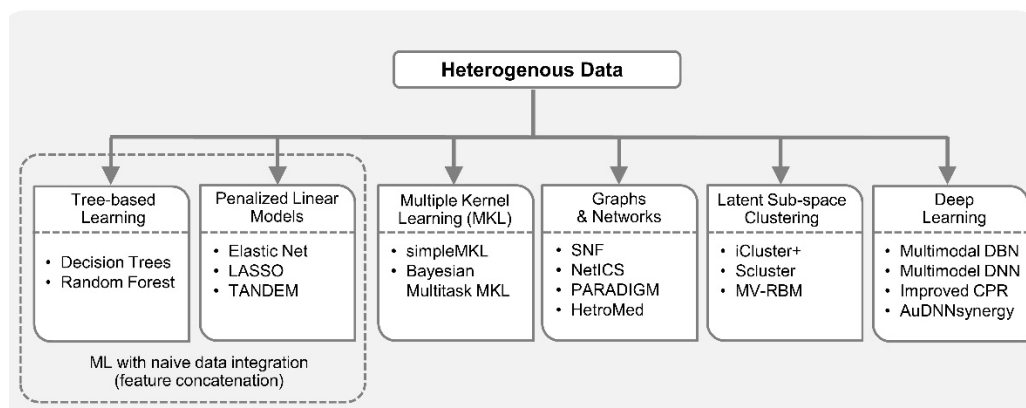 Heterogenous Data
Tree-based
Learning
• Decision Trees
• Random Forest
Penalized Linear
Models
• Elastic Net
• LASSO
• TANDEM
ML with naive data integration
(feature concatenation)
Multiple Kernel
Learning (MKL)
• simpleMKL
• Bayesian
Multitask MKL
Graphs
& Networks
• SNF
• NetICS
• PARADIGM
• HetroMed
Latent Sub-space
Clustering
• iCluster+
• Scluster
• MV-RBM
Deep
Learning
• Multimodal DBN
• Multimodel DNN
• Improved CPR
• AuDNNsynergy